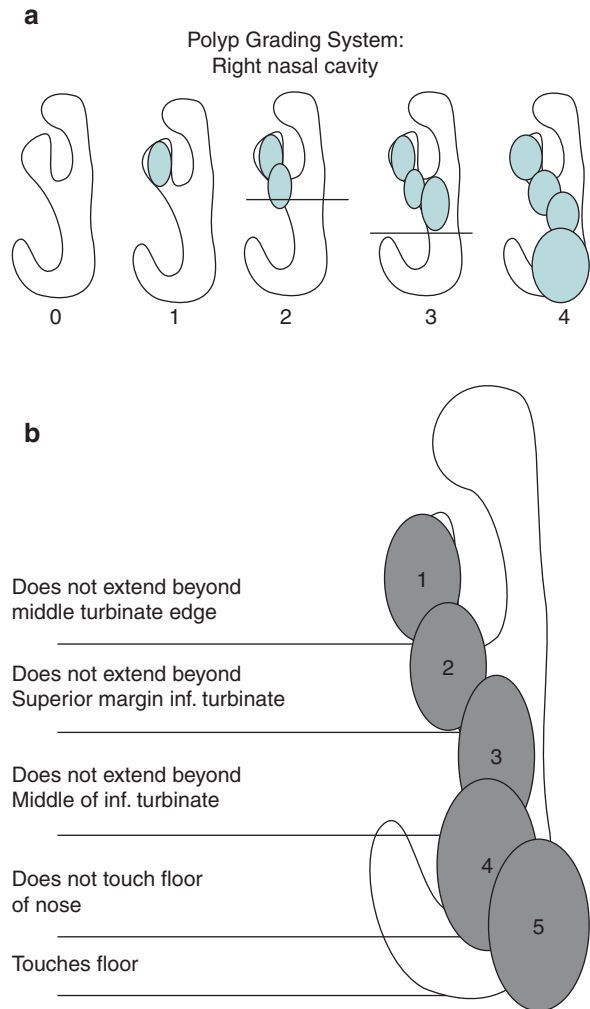 a
Polyp Grading System:
Right nasal cavity
0 1 2 3 4
b
1
Does not extend beyond
middle turbinate edge
2
Does not extend beyond
Superior margin inf. turbinate
3
Does not extend beyond
Middle of inf. turbinate
4
Does not touch floor
of nose
5
Touches floor